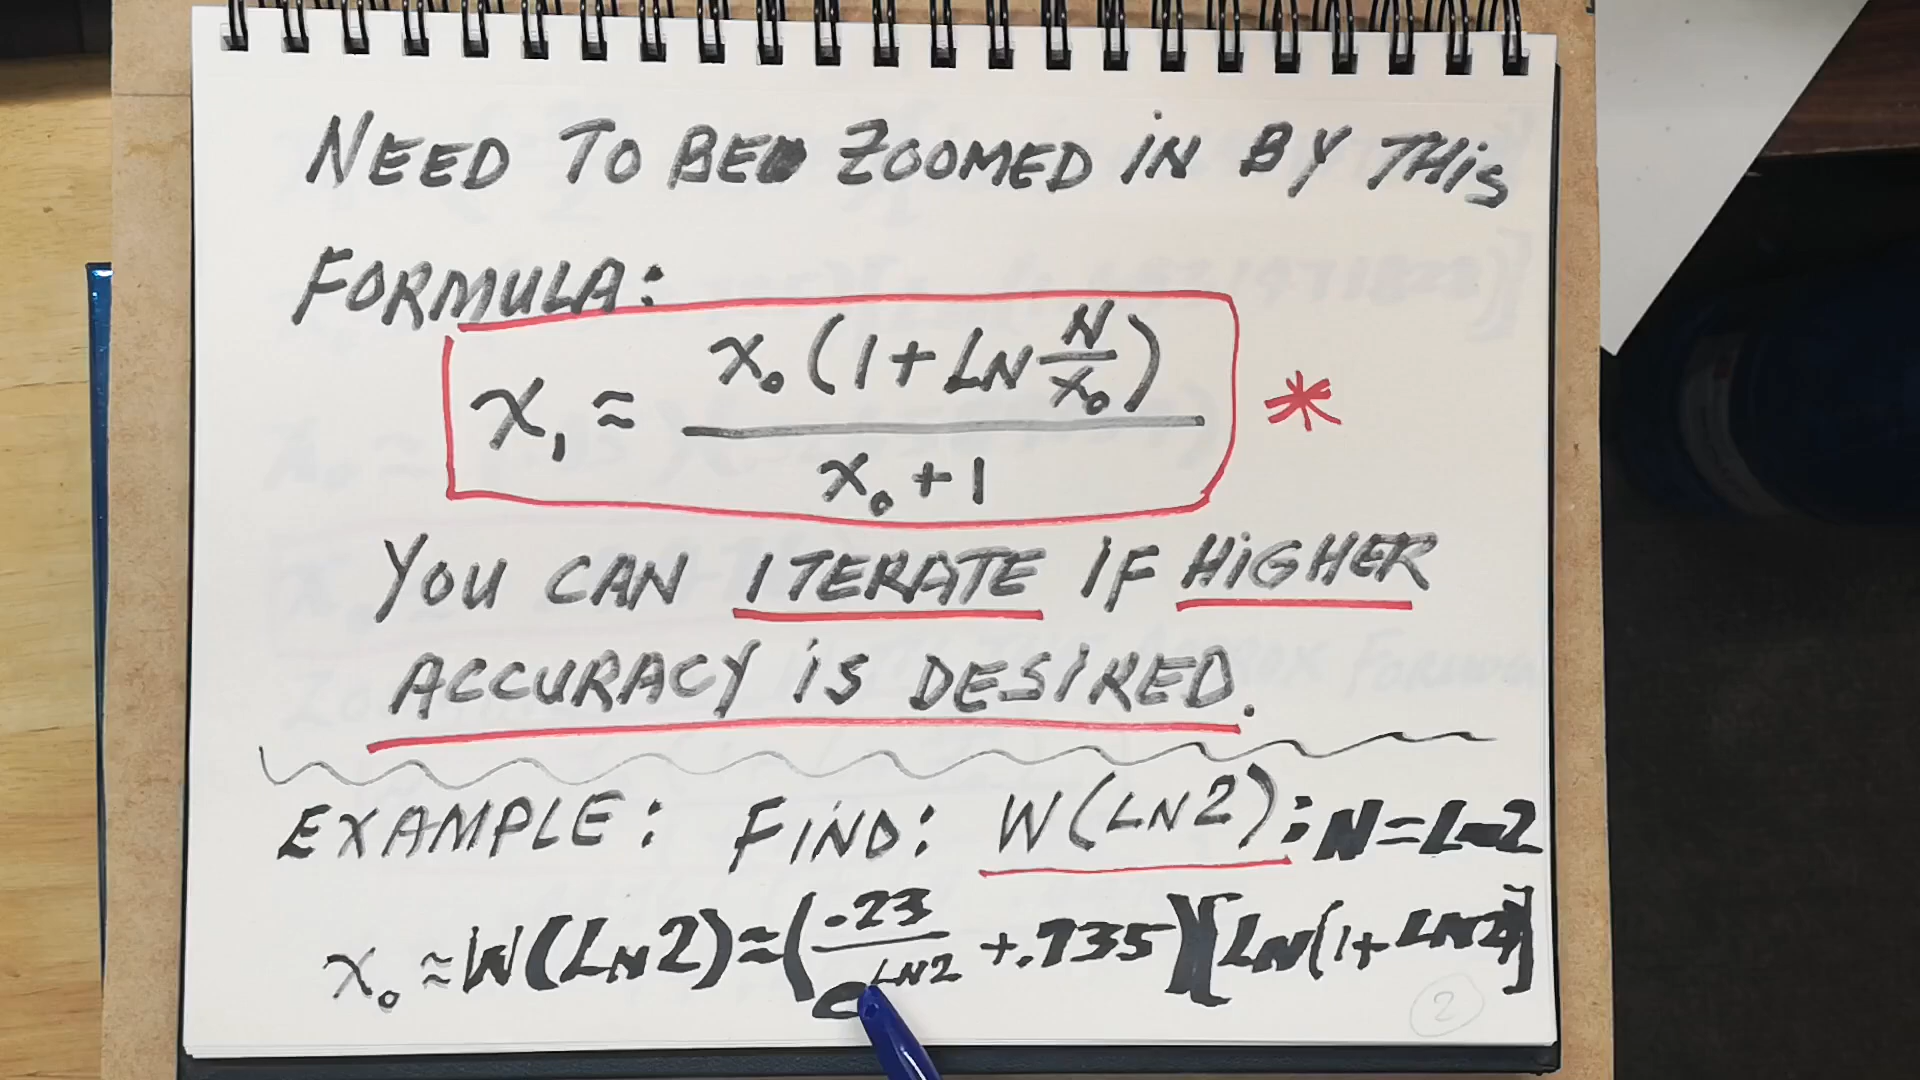 NEED TO BE ZOOMED IN BY THIS
FORMULA:
x₁ ≈ x₀(1+LN N/x₀) / x₀+1 *
YOU CAN ITERATE IF HIGHER
ACCURACY IS DESIRED.
EXAMPLE: FIND: W(LN2): N=LN2
x₀ ≈ W(LN2) ≈ (.23/e^LN2 + .735)[LN(1+LN2)]
2